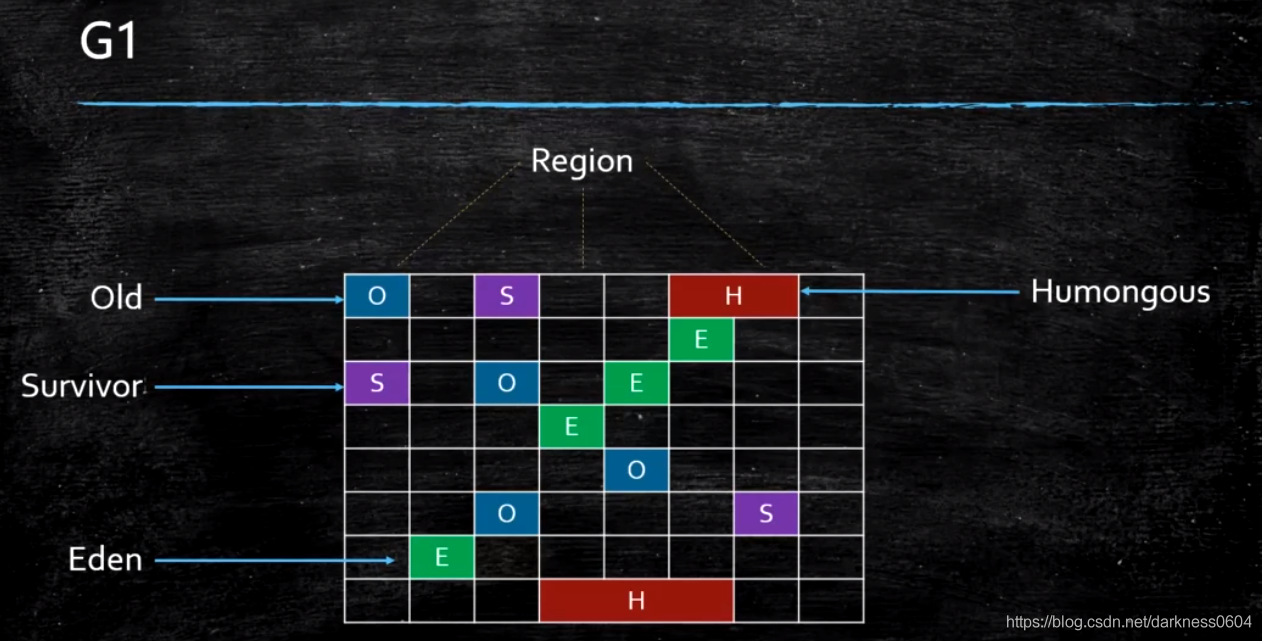 G1
Region
Old
O
S
H
Humongous
E
Survivor
S
O
E
E
O
O
S
Eden
E
H
https://blog.csdn.net/darkness0604